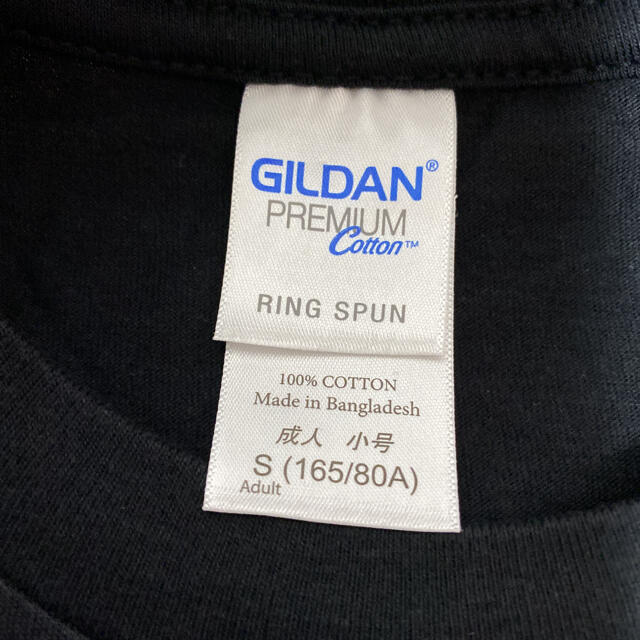 GILDAN®
PREMIUM
Cotton™
RING SPUN
100% COTTON
Made in Bangladesh
成人 小号
S (165/80A)
Adult